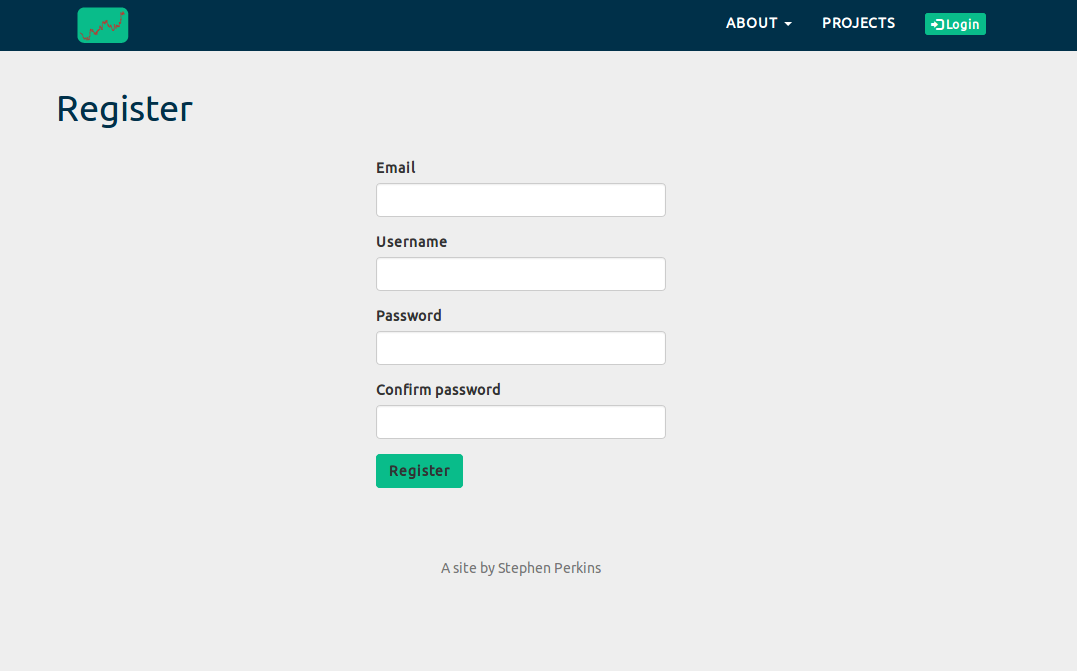 ABOUT PROJECTS Login
Register
Email
Username
Password
Confirm password
Register
A site by Stephen Perkins